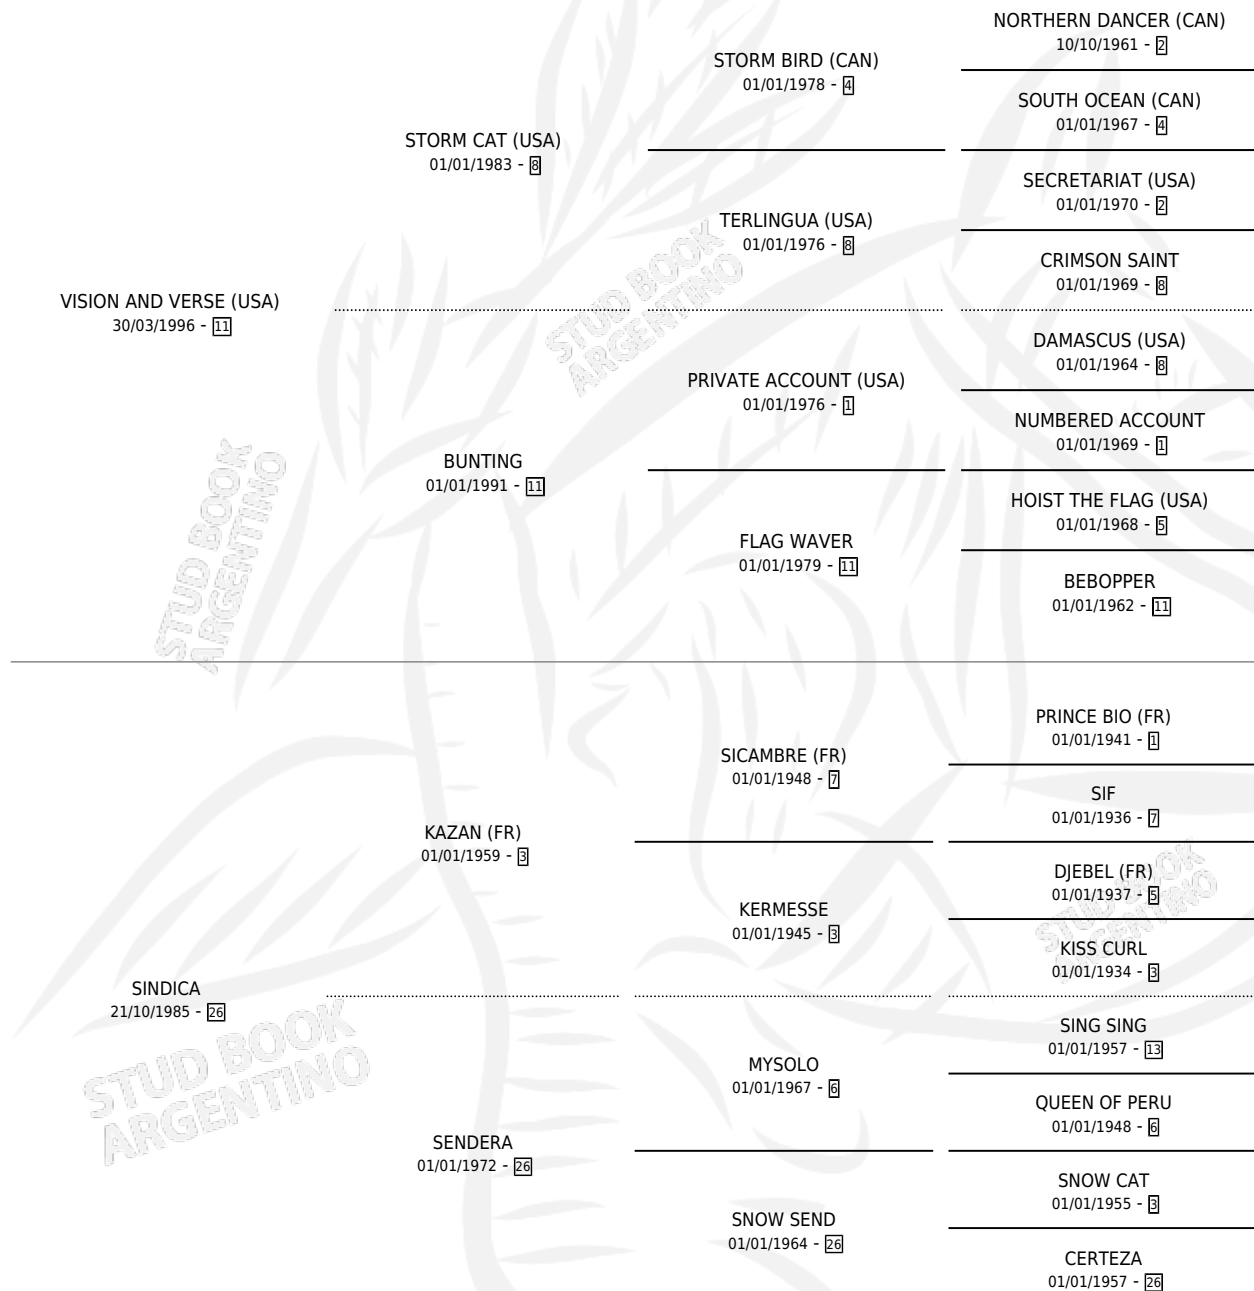 NORTHERN DANCER (CAN)
10/10/1961 - 2
STORM BIRD (CAN)
01/01/1978 - 4
SOUTH OCEAN (CAN)
01/01/1967 - 4
STORM CAT (USA)
01/01/1983 - 8
SECRETARIAT (USA)
01/01/1970 - 2
TERLINGUA (USA)
01/01/1976 - 8
CRIMSON SAINT
01/01/1969 - 8
VISION AND VERSE (USA)
30/03/1996 - 11
DAMASCUS (USA)
01/01/1964 - 8
PRIVATE ACCOUNT (USA)
01/01/1976 - 1
NUMBERED ACCOUNT
01/01/1969 - 1
BUNTING
01/01/1991 - 11
HOIST THE FLAG (USA)
01/01/1968 - 5
FLAG WAVER
01/01/1979 - 11
BEBOPPER
01/01/1962 - 11
PRINCE BIO (FR)
01/01/1941 - 1
SICAMBRE (FR)
01/01/1948 - 7
SIF
01/01/1936 - 7
KAZAN (FR)
01/01/1959 - 3
DJEBEL (FR)
01/01/1937 - 5
KERMESSE
01/01/1945 - 3
KISS CURL
01/01/1934 - 3
SINDICA
21/10/1985 - 26
SING SING
01/01/1957 - 13
MYSOLO
01/01/1967 - 6
QUEEN OF PERU
01/01/1948 - 6
SENDERA
01/01/1972 - 26
SNOW CAT
01/01/1955 - 3
SNOW SEND
01/01/1964 - 26
CERTEZA
01/01/1957 - 26
STUD BOOK
ARGENTINO
STUD BOOK
ARGENTINO
STUD BOOK
ARGENTINO
STUD BOOK
ARGENTINO